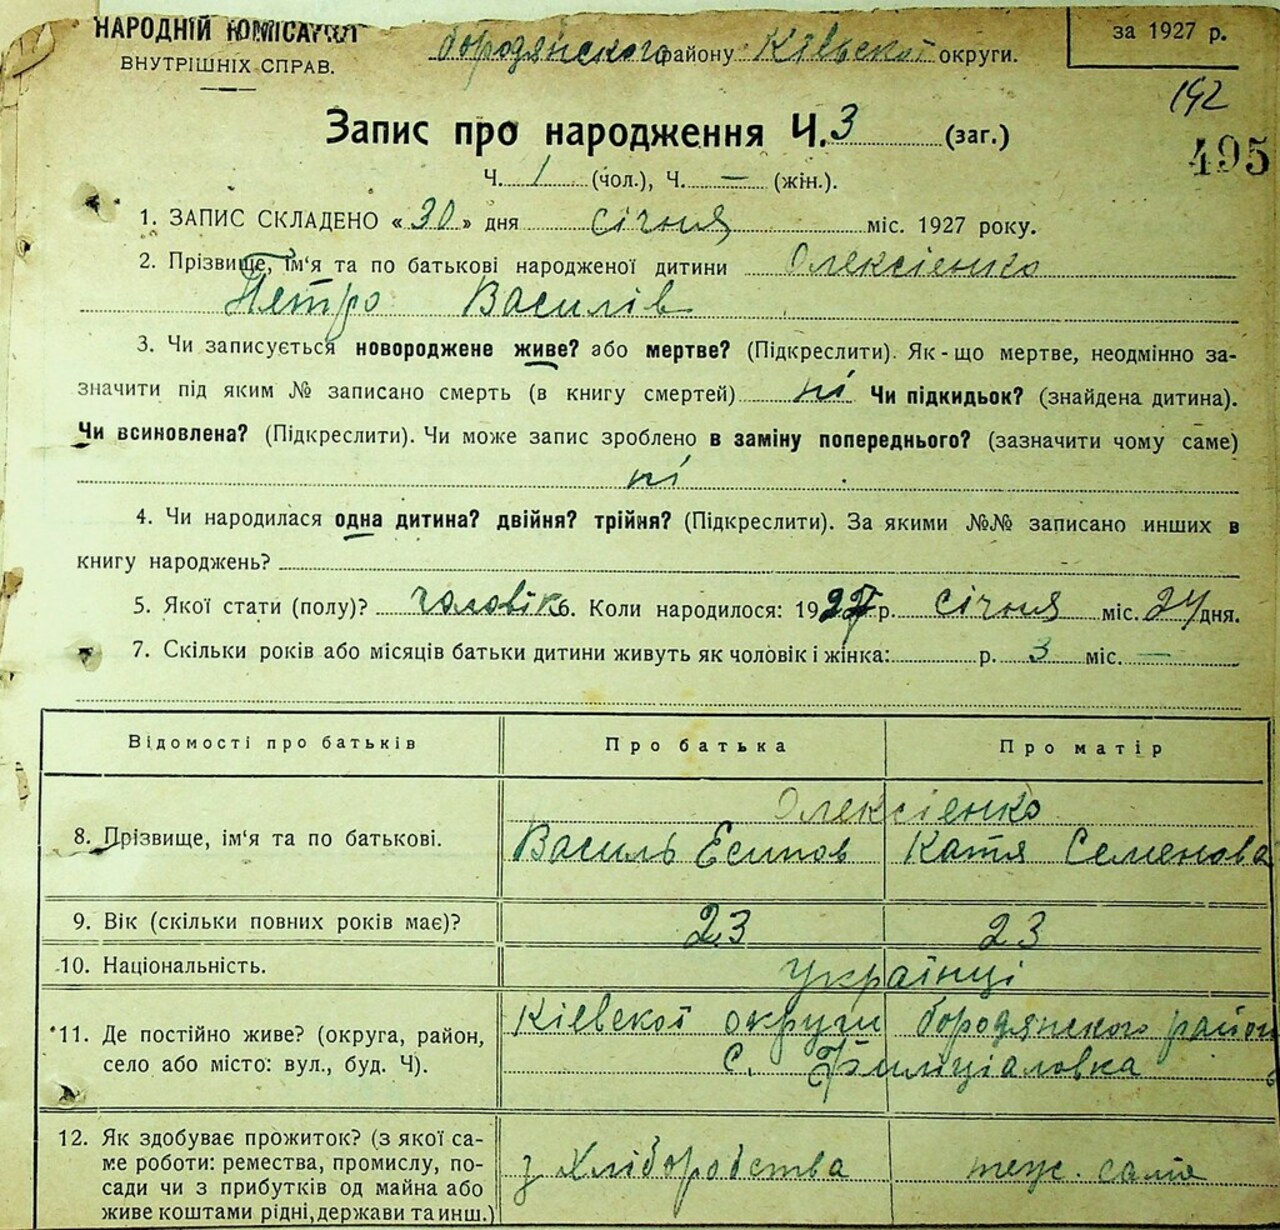 НАРОДНІЙ КОМІСАРІАТ
ВНУТРІШНІХ СПРАВ.
бородянского району Київскої округи.
за 1927 р.
192
495
Запис про народження Ч. 3 (заг.)
Ч. 1 (чол.), Ч. — (жін.).
1. ЗАПИС СКЛАДЕНО «30» дня січня міс. 1927 року.
2. Прізвище, ім'я та по батькові народженої дитини Олексіенко
Петро Василів
3. Чи записується новороджене живе? або мертве? (Підкреслити). Як-що мертве, неодмінно за-
значити під яким № записано смерть (в книгу смертей) ні Чи підкидьок? (знайдена дитина).
Чи всиновлена? (Підкреслити). Чи може запис зроблено в заміну попереднього? (зазначити чому саме)
ні
4. Чи народилася одна дитина? двійня? трійня? (Підкреслити). За якими №№ записано инших в
книгу народжень?
5. Якої стати (полу)? чоловік 6. Коли народилося: 1927 р. січня міс. 24 дня.
7. Скільки років або місяців батьки дитини живуть як чоловік і жінка: р. 3 міс. —
Відомості про батьків Про батька Про матір
Олексіенко
8. Прізвище, ім'я та по батькові. Василь Есипов Катя Семенова
9. Вік (скільки повних років має)? 23 23
10. Національність. українці
11. Де постійно живе? (округа, район, Кіевскої округи бородянского район
село або місто: вул., буд. Ч). с.
12. Як здобуває прожиток? (з якої са-
ме роботи: ремества, промислу, по- з хліборобства теж. сама
сади чи з прибутків од майна або
живе коштами рідні, держави та инш.)